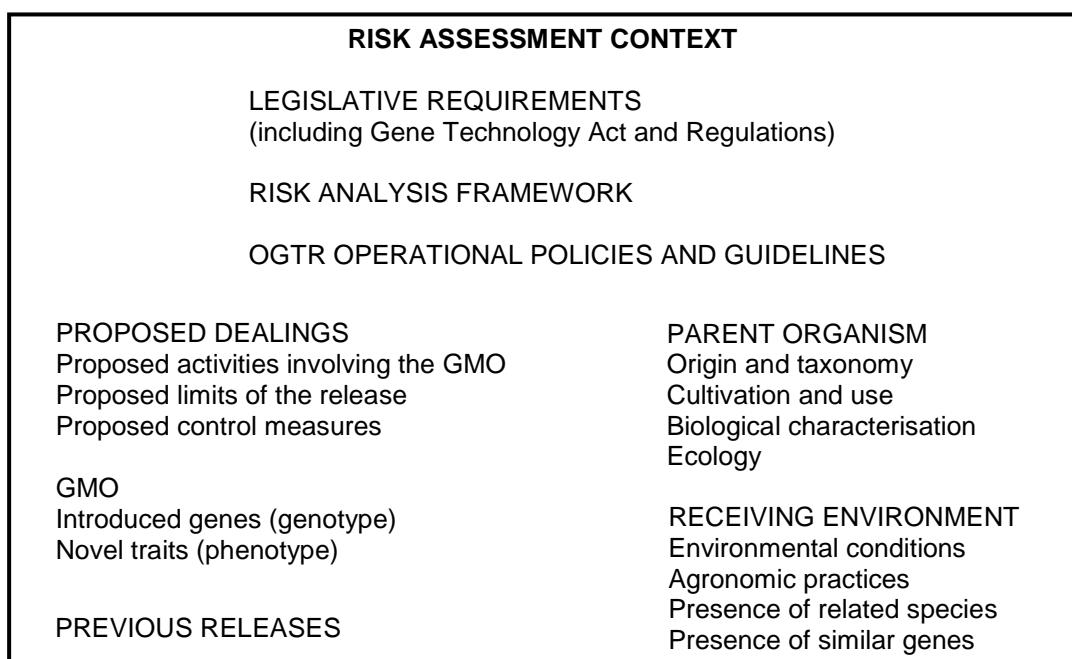 RISK ASSESSMENT CONTEXT
LEGISLATIVE REQUIREMENTS
(including Gene Technology Act and Regulations)
RISK ANALYSIS FRAMEWORK
OGTR OPERATIONAL POLICIES AND GUIDELINES
PROPOSED DEALINGS
Proposed activities involving the GMO
Proposed limits of the release
Proposed control measures
GMO
Introduced genes (genotype)
Novel traits (phenotype)
PREVIOUS RELEASES
PARENT ORGANISM
Origin and taxonomy
Cultivation and use
Biological characterisation
Ecology
RECEIVING ENVIRONMENT
Environmental conditions
Agronomic practices
Presence of related species
Presence of similar genes